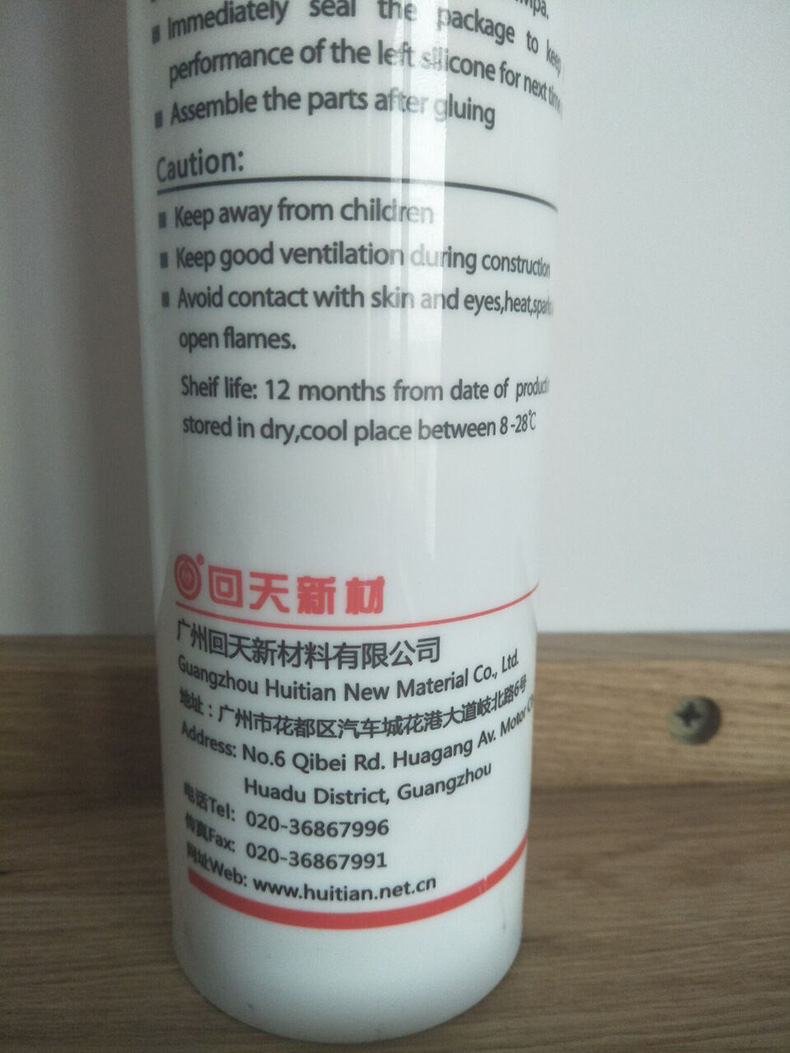 Immediately seal the package to keep
performance of the left silicone for next time
Assemble the parts after gluing
Caution:
Keep away from children
Keep good ventilation during construction
Avoid contact with skin and eyes,heat,
open flames.
Sheif life: 12 months from date of
stored in dry,cool place between 8-28℃
回天新材
广州回天新材料有限公司
Guangzhou Huitian New Material Co., Ltd.
地址：广州市花都区汽车城花港大道岐北路6号
Address: No.6 Qibei Rd. Huagang Av. Motor
Huadu District, Guangzhou
电话Tel: 020-36867996
传真Fax: 020-36867991
网址Web: www.huitian.net.cn